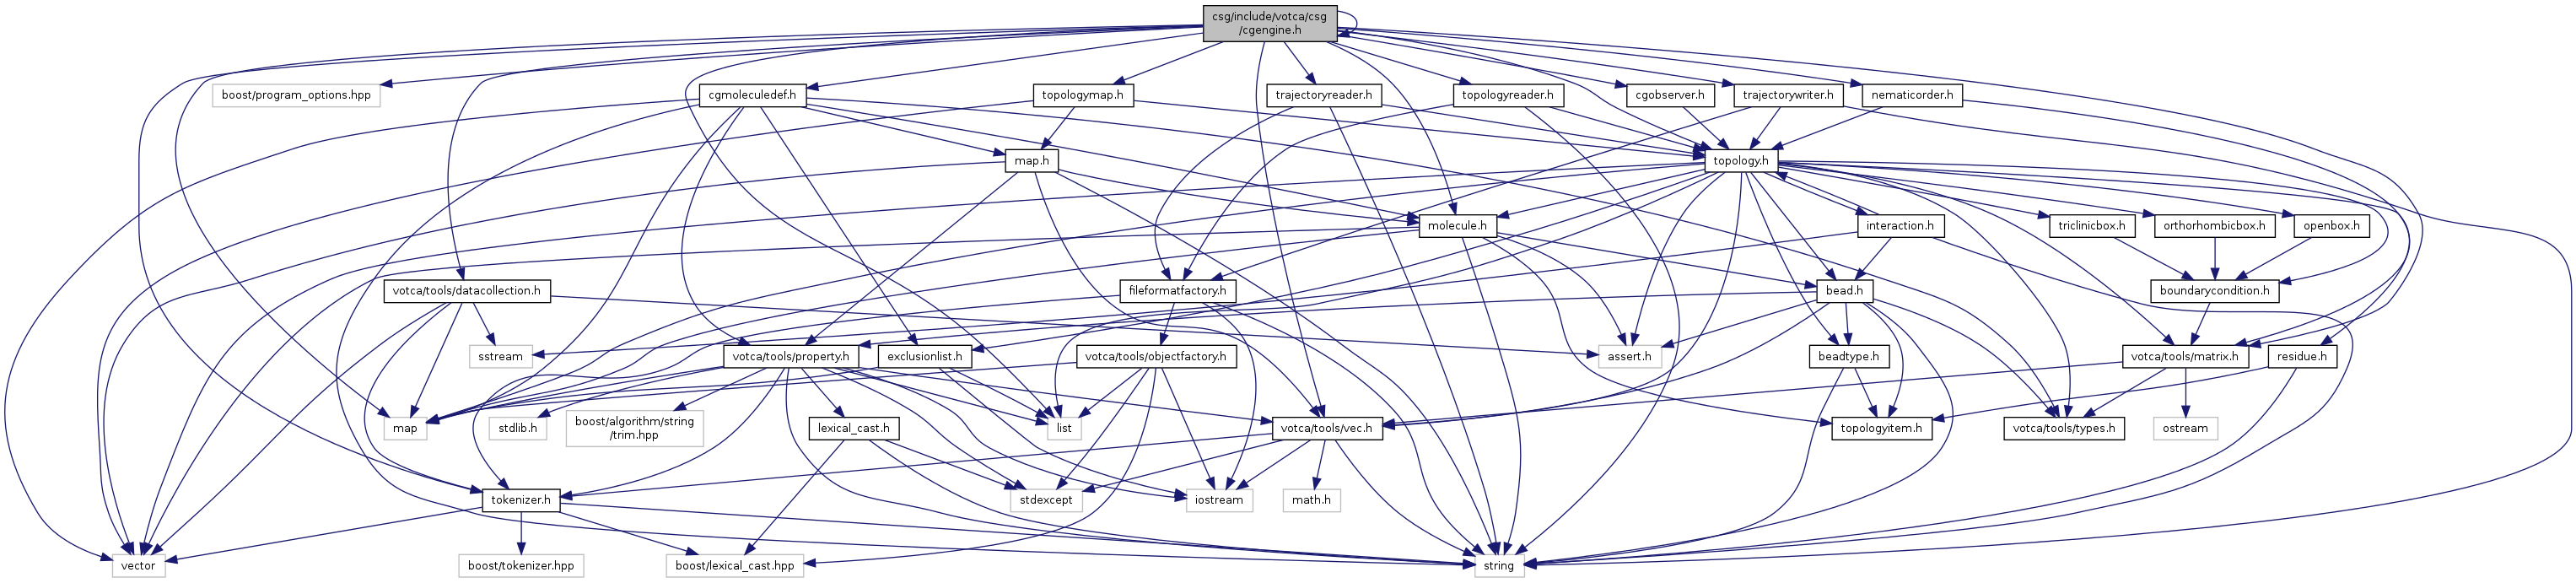 csg/include/votca/csg
/cgengine.h
boost/program_options.hpp
cgmoleculedef.h
topologymap.h
trajectoryreader.h
topologyreader.h
cgobserver.h
trajectorywriter.h
nematicorder.h
map.h
topology.h
molecule.h
interaction.h
triclinicbox.h
orthorhombicbox.h
openbox.h
votca/tools/datacollection.h
fileformatfactory.h
bead.h
boundarycondition.h
sstream
votca/tools/property.h
exclusionlist.h
votca/tools/objectfactory.h
assert.h
beadtype.h
votca/tools/matrix.h
residue.h
map
stdlib.h
boost/algorithm/string
/trim.hpp
lexical_cast.h
list
votca/tools/vec.h
topologyitem.h
votca/tools/types.h
ostream
tokenizer.h
stdexcept
iostream
math.h
vector
boost/tokenizer.hpp
boost/lexical_cast.hpp
string